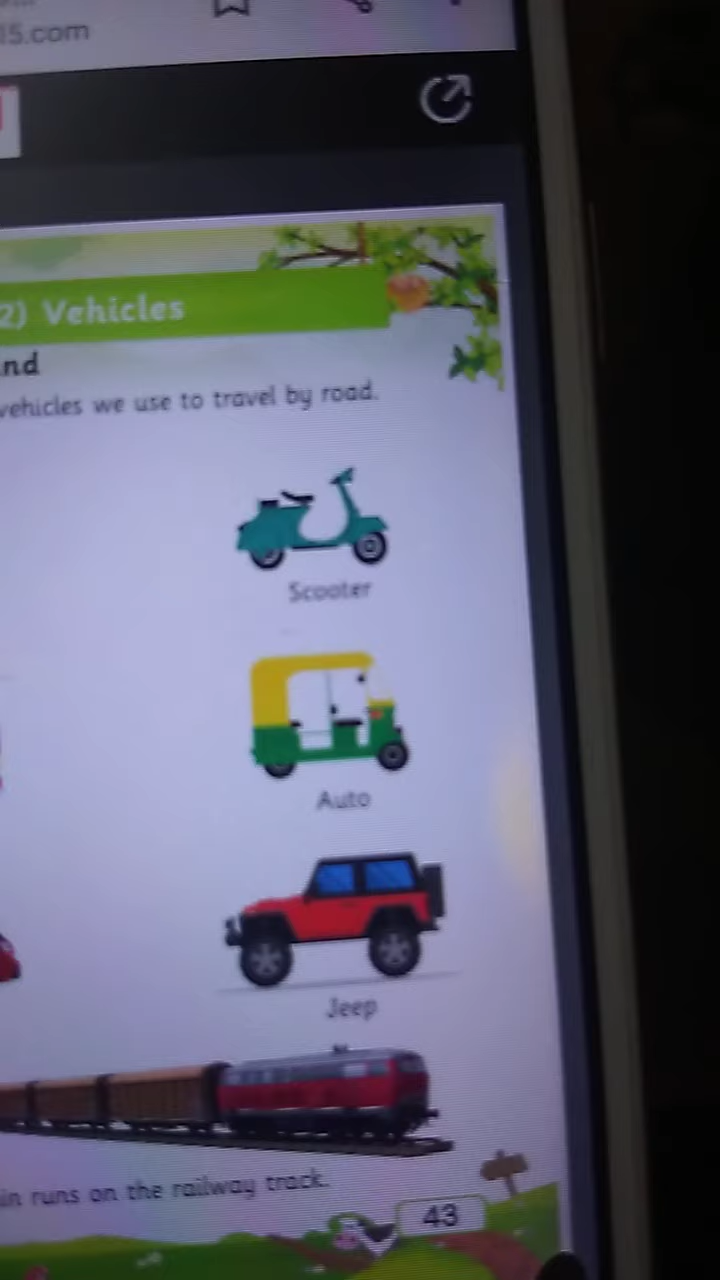 15.com
2) Vehicles
nd
vehicles we use to travel by road.
Scooter
Auto
Jeep
in runs on the railway track.
43